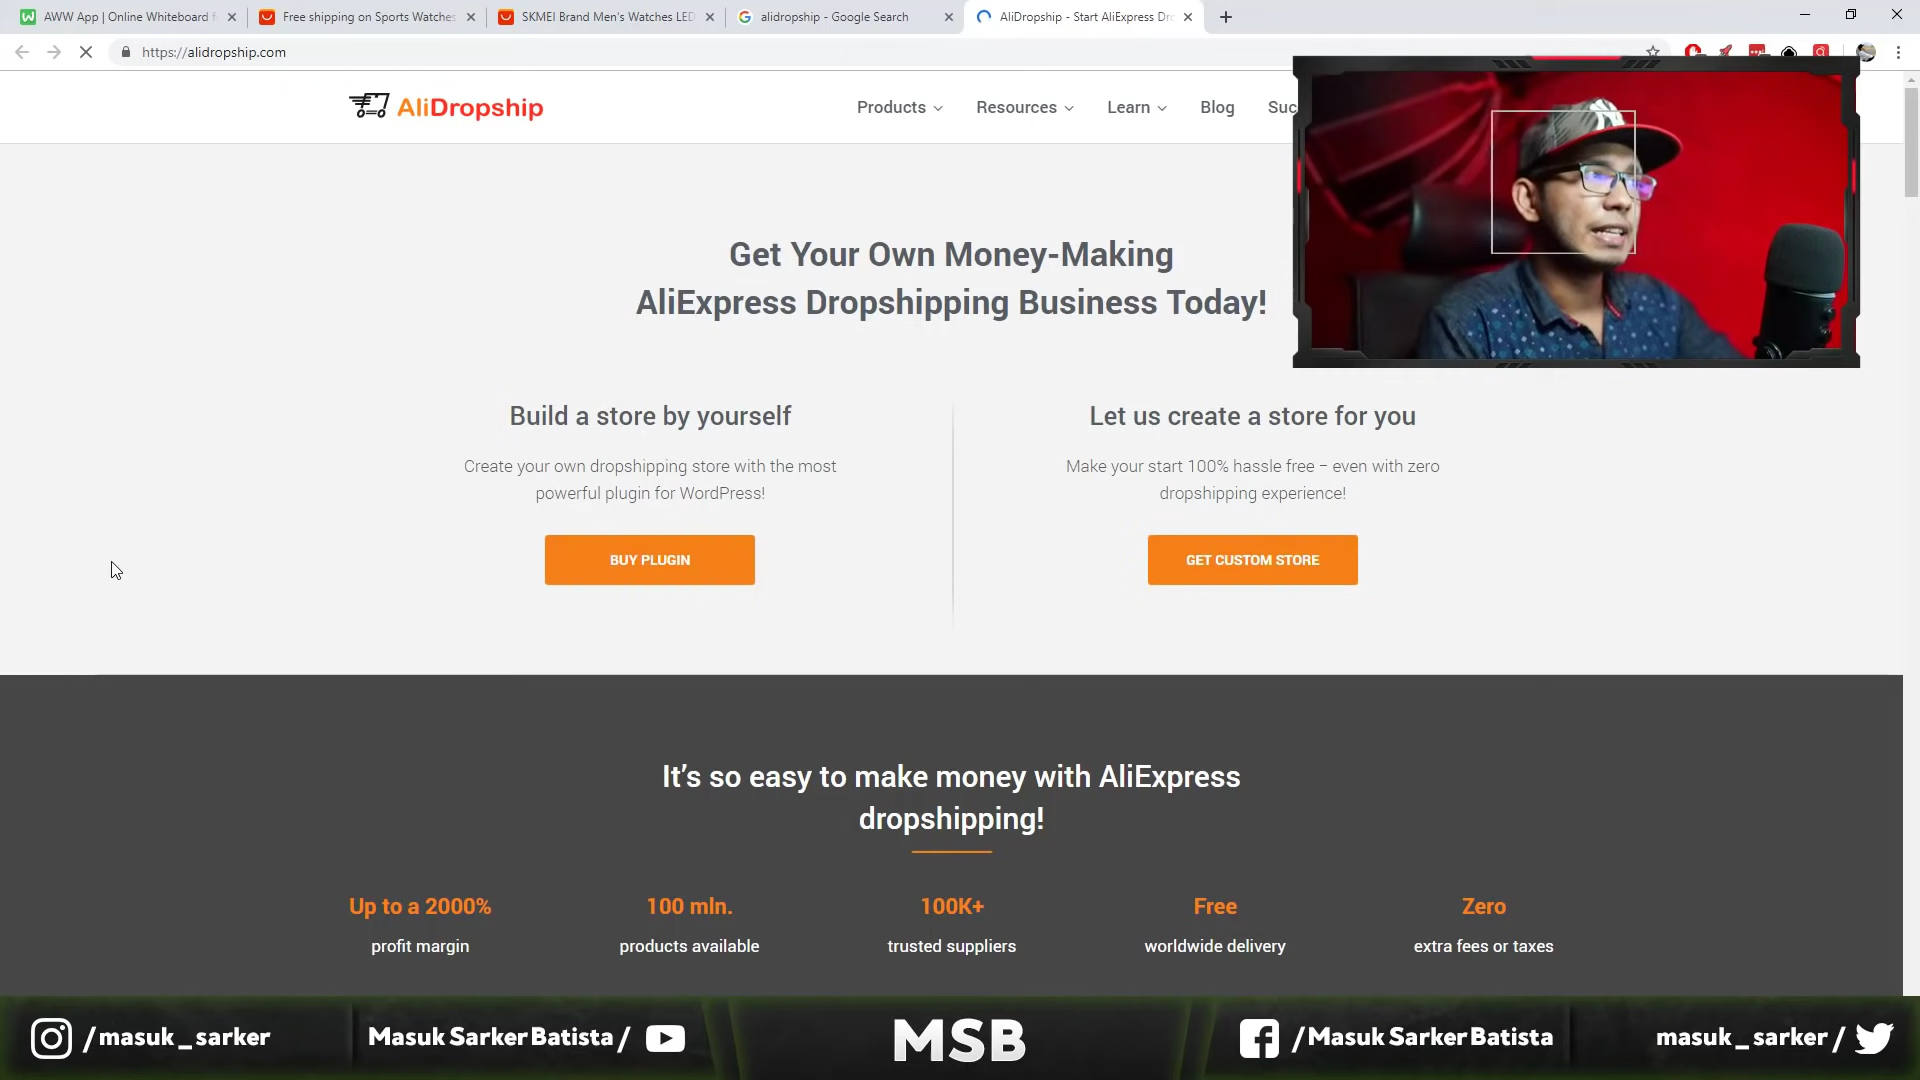 AWW App | Online Whiteboard f
Free shipping on Sports Watches
SKMEI Brand Men's Watches LED
alidropship - Google Search
AliDropship - Start AliExpress Dr
https://alidropship.com
AliDropship
Products
Resources
Learn
Blog
Suc
Get Your Own Money-Making
AliExpress Dropshipping Business Today!
Build a store by yourself
Create your own dropshipping store with the most
powerful plugin for WordPress!
BUY PLUGIN
Let us create a store for you
Make your start 100% hassle free – even with zero
dropshipping experience!
GET CUSTOM STORE
It's so easy to make money with AliExpress
dropshipping!
Up to a 2000%
profit margin
100 mln.
products available
100K+
trusted suppliers
Free
worldwide delivery
Zero
extra fees or taxes
/masuk_sarker
Masuk Sarker Batista /
MSB
/Masuk Sarker Batista
masuk_sarker /